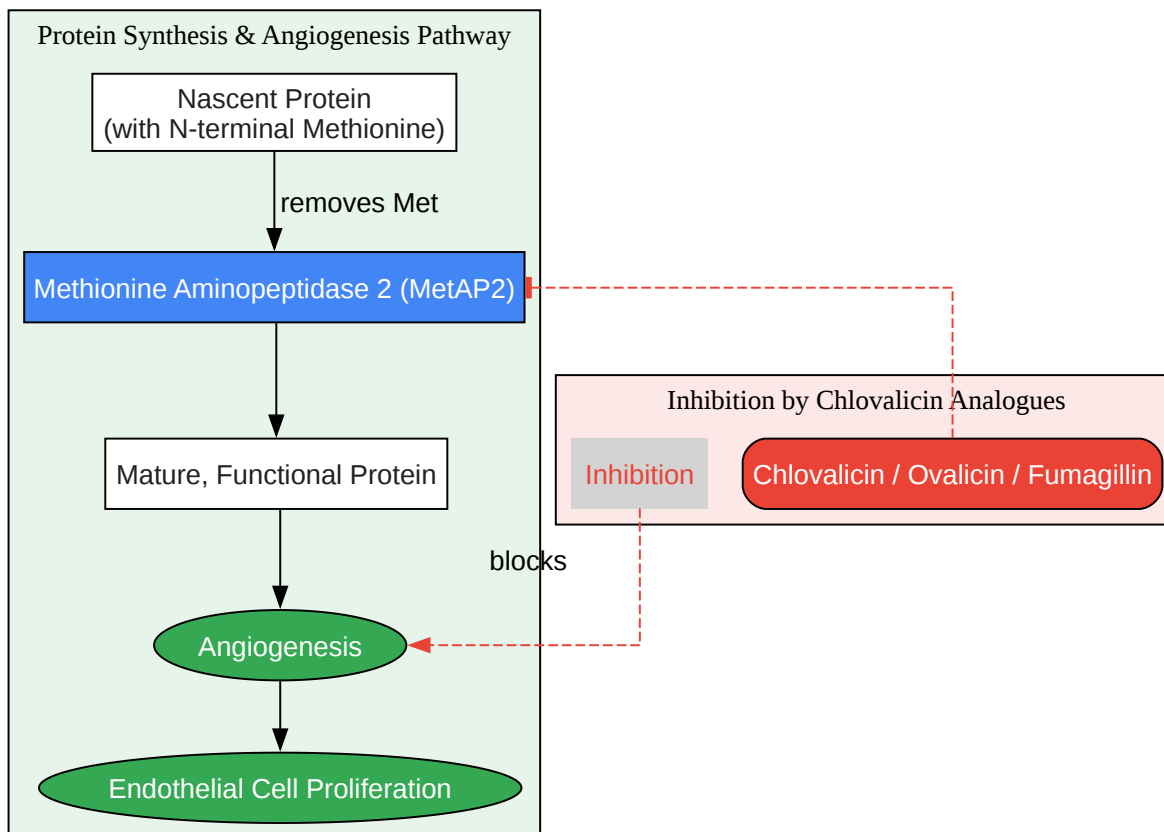 Protein Synthesis & Angiogenesis Pathway
Nascent Protein
(with N-terminal Methionine)
removes Met
Methionine Aminopeptidase 2 (MetAP2)
Inhibition by Chlovalicin Analogues
Mature, Functional Protein
Inhibition
Chlovalicin / Ovalicin / Fumagillin
blocks
Angiogenesis
Endothelial Cell Proliferation